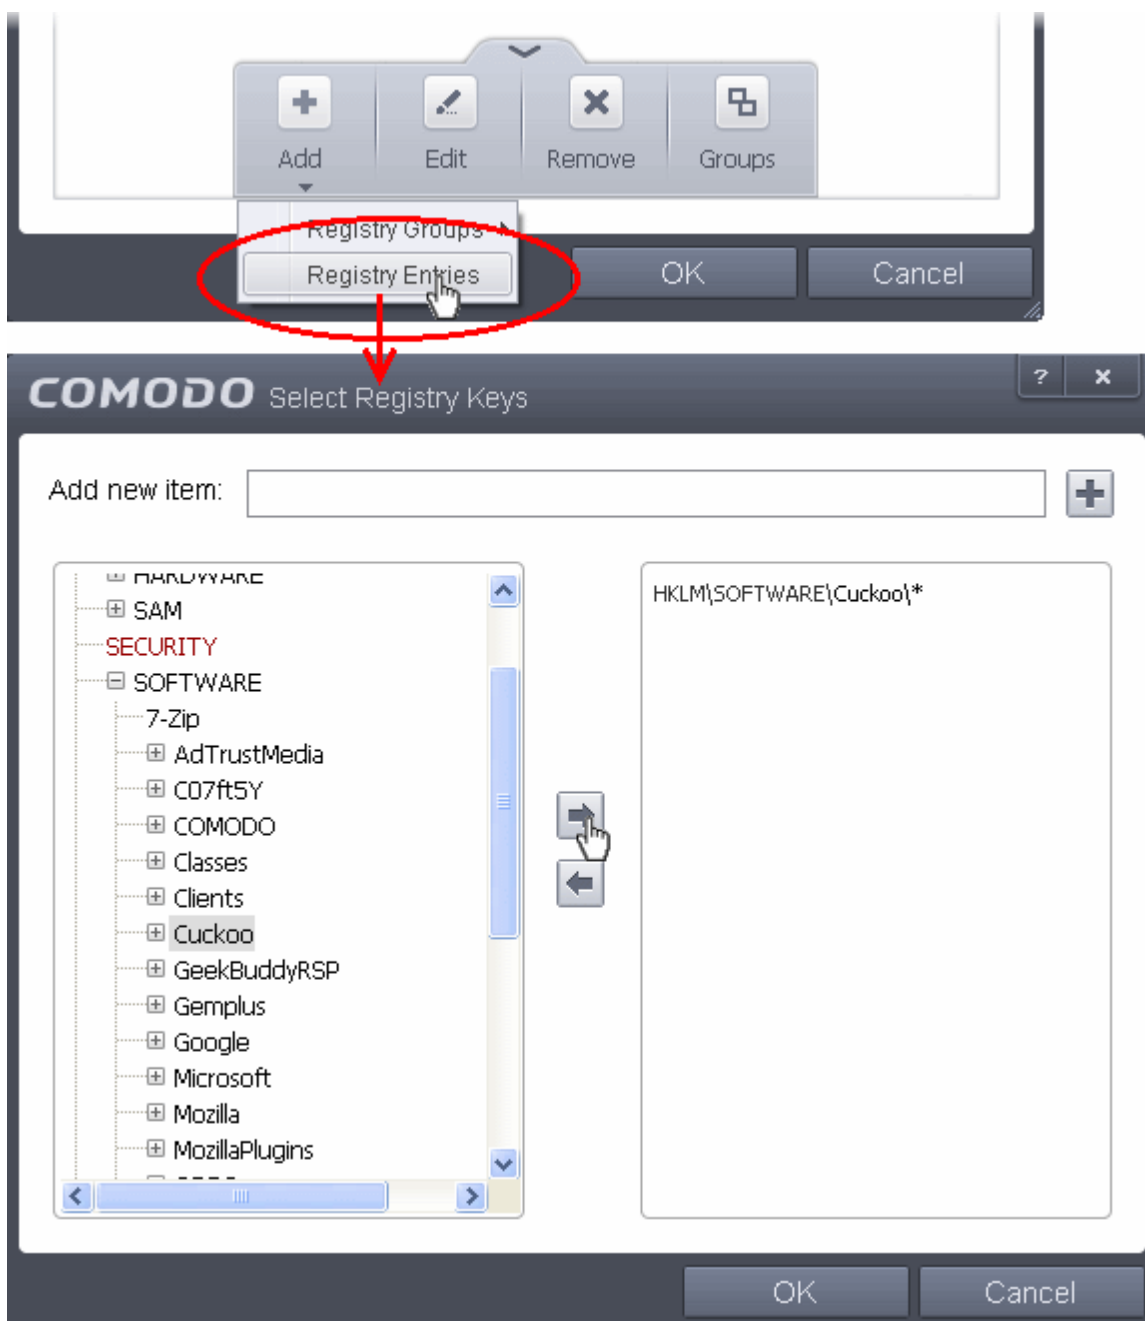 Add
Edit
Remove
Groups
Registry Groups
Registry Entries
OK
Cancel
COMODO Select Registry Keys
?
Add new item:
HARDWARE
SAM
SECURITY
SOFTWARE
7-Zip
AdTrustMedia
C07ft5Y
COMODO
Classes
Clients
Cuckoo
GeekBuddyRSP
Gemplus
Google
Microsoft
Mozilla
MozillaPlugins
HKLM\SOFTWARE\Cuckoo\*
OK
Cancel